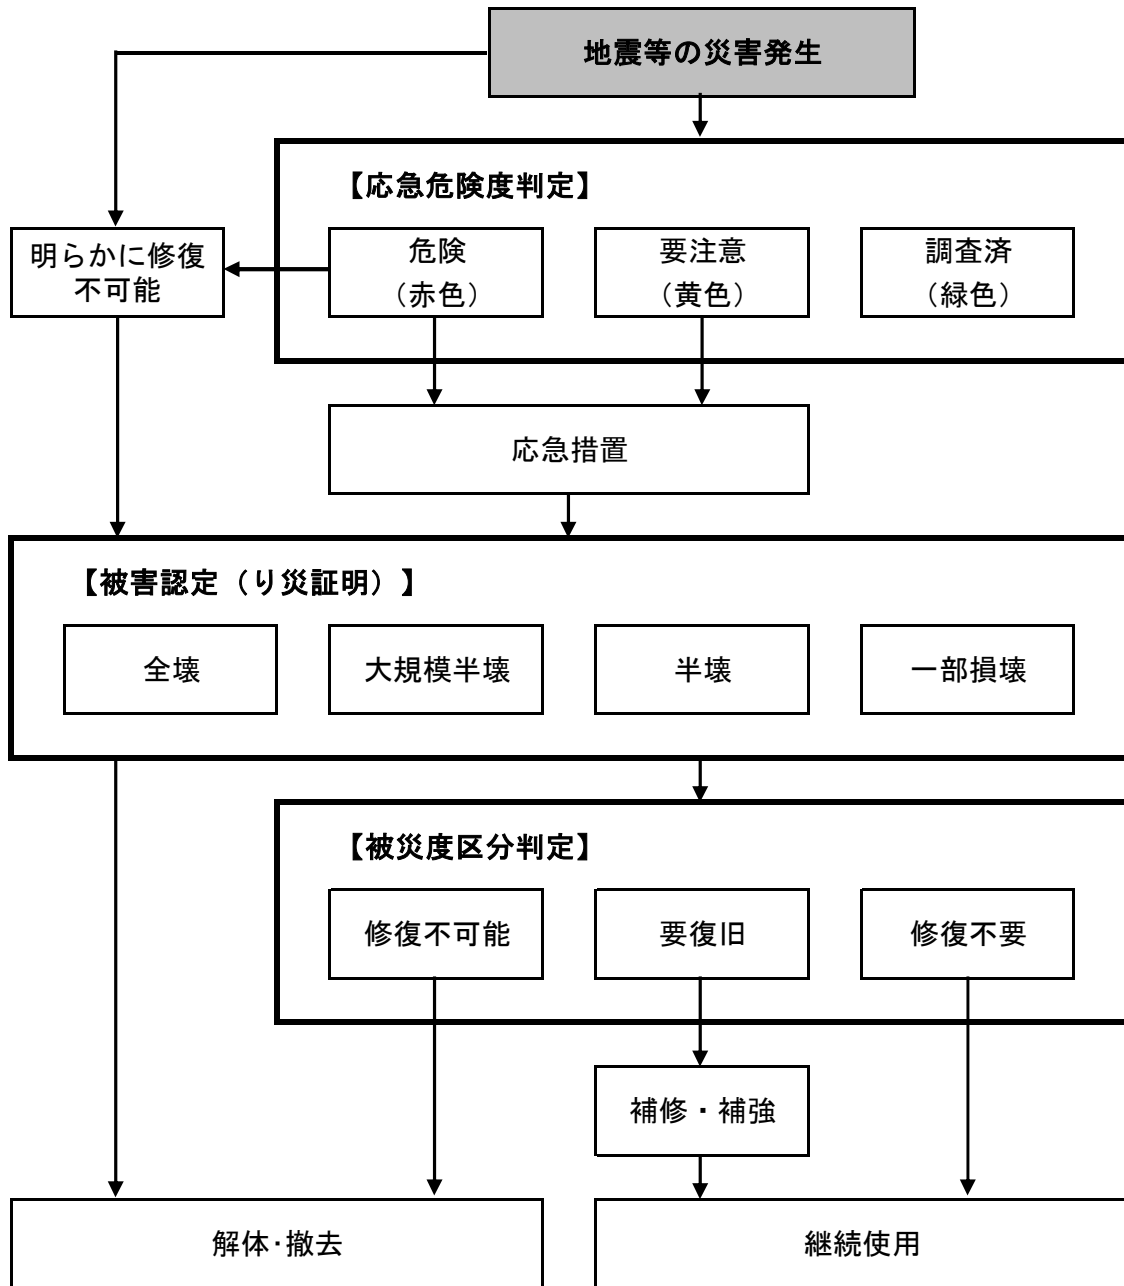 地震等の災害発生
【応急危険度判定】
明らかに修復
不可能
危険
（赤色）
要注意
（黄色）
調査済
（緑色）
応急措置
【被害認定（り災証明）】
全壊
大規模半壊
半壊
一部損壊
【被災度区分判定】
修復不可能
要復旧
修復不要
補修・補強
解体･撤去
継続使用